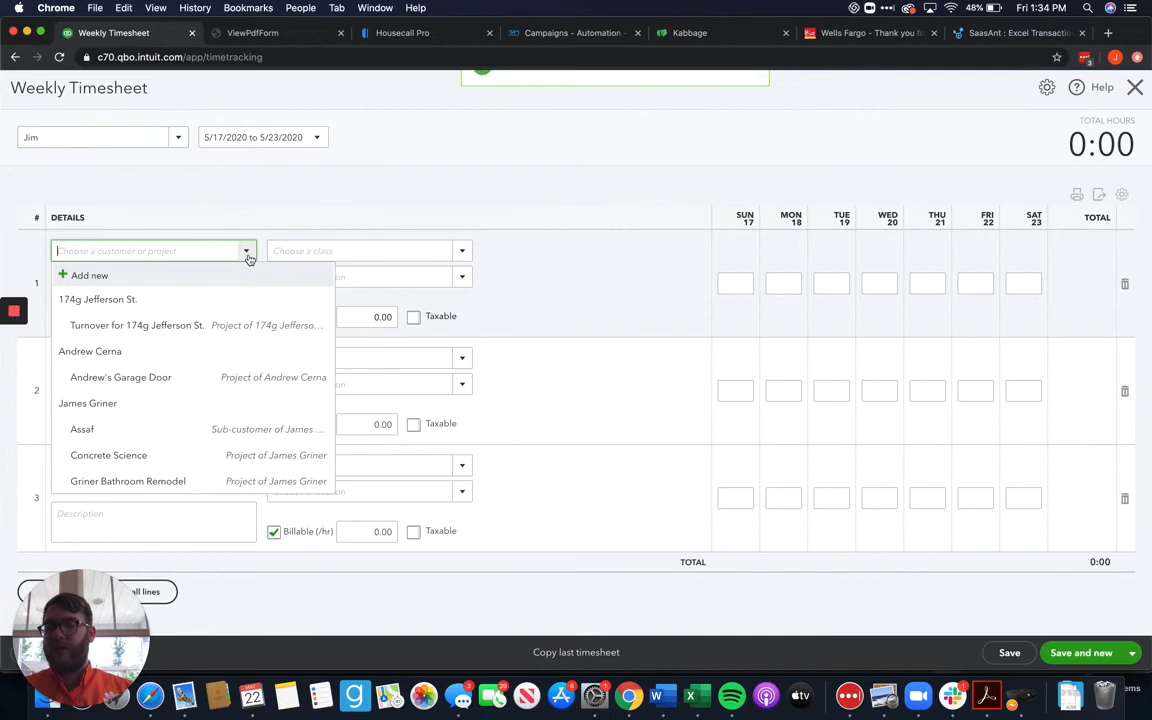 Chrome File Edit View History Bookmarks People Tab Window Help 48% Fri 1:34 PM
Weekly Timesheet ViewPdfForm Housecall Pro Campaigns - Automation - Kabbage Wells Fargo - Thank you f SaasAnt : Excel Transactio
c70.qbo.intuit.com/app/timetracking 3 J
Weekly Timesheet Help
TOTAL HOURS
Jim 5/17/2020 to 5/23/2020 0:00
# DETAILS SUN 17 MON 18 TUE 19 WED 20 THU 21 FRI 22 SAT 23 TOTAL
Choose a customer or project Choose a class
Add new on
1
174g Jefferson St.
0.00 Taxable
Turnover for 174g Jefferson St. Project of 174g Jefferso...
Andrew Cerna
Andrew's Garage Door Project of Andrew Cerna
2
James Griner
0.00 Taxable
Assaf Sub-customer of James ...
Concrete Science Project of James Griner
Griner Bathroom Remodel Project of James Griner
on
3
Description
Billable (/hr) 0.00 Taxable
TOTAL 0:00
all lines
Copy last timesheet Save Save and new